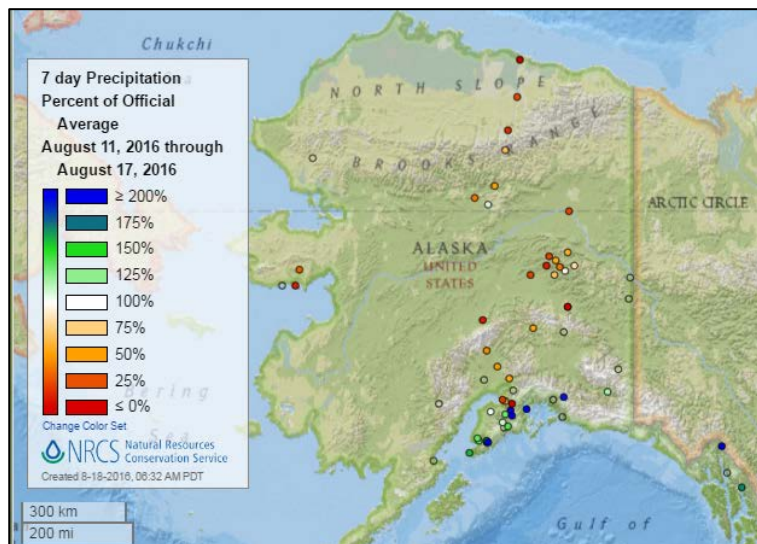 Chukchi
7 day Precipitation
Percent of Official
Average
August 11, 2016 through
August 17, 2016
≥ 200%
175%
150%
125%
100%
75%
50%
25%
≤ 0%
Change Color Set
NRCS Natural Resources
Conservation Service
Created 8-18-2016, 06:32 AM PDT
300 km
200 mi
NORTH SLOPE
BROOKS RANGE
ARCTIC CIRCLE
ALASKA
UNITED
STATES
Bering
Sea
Gulf of